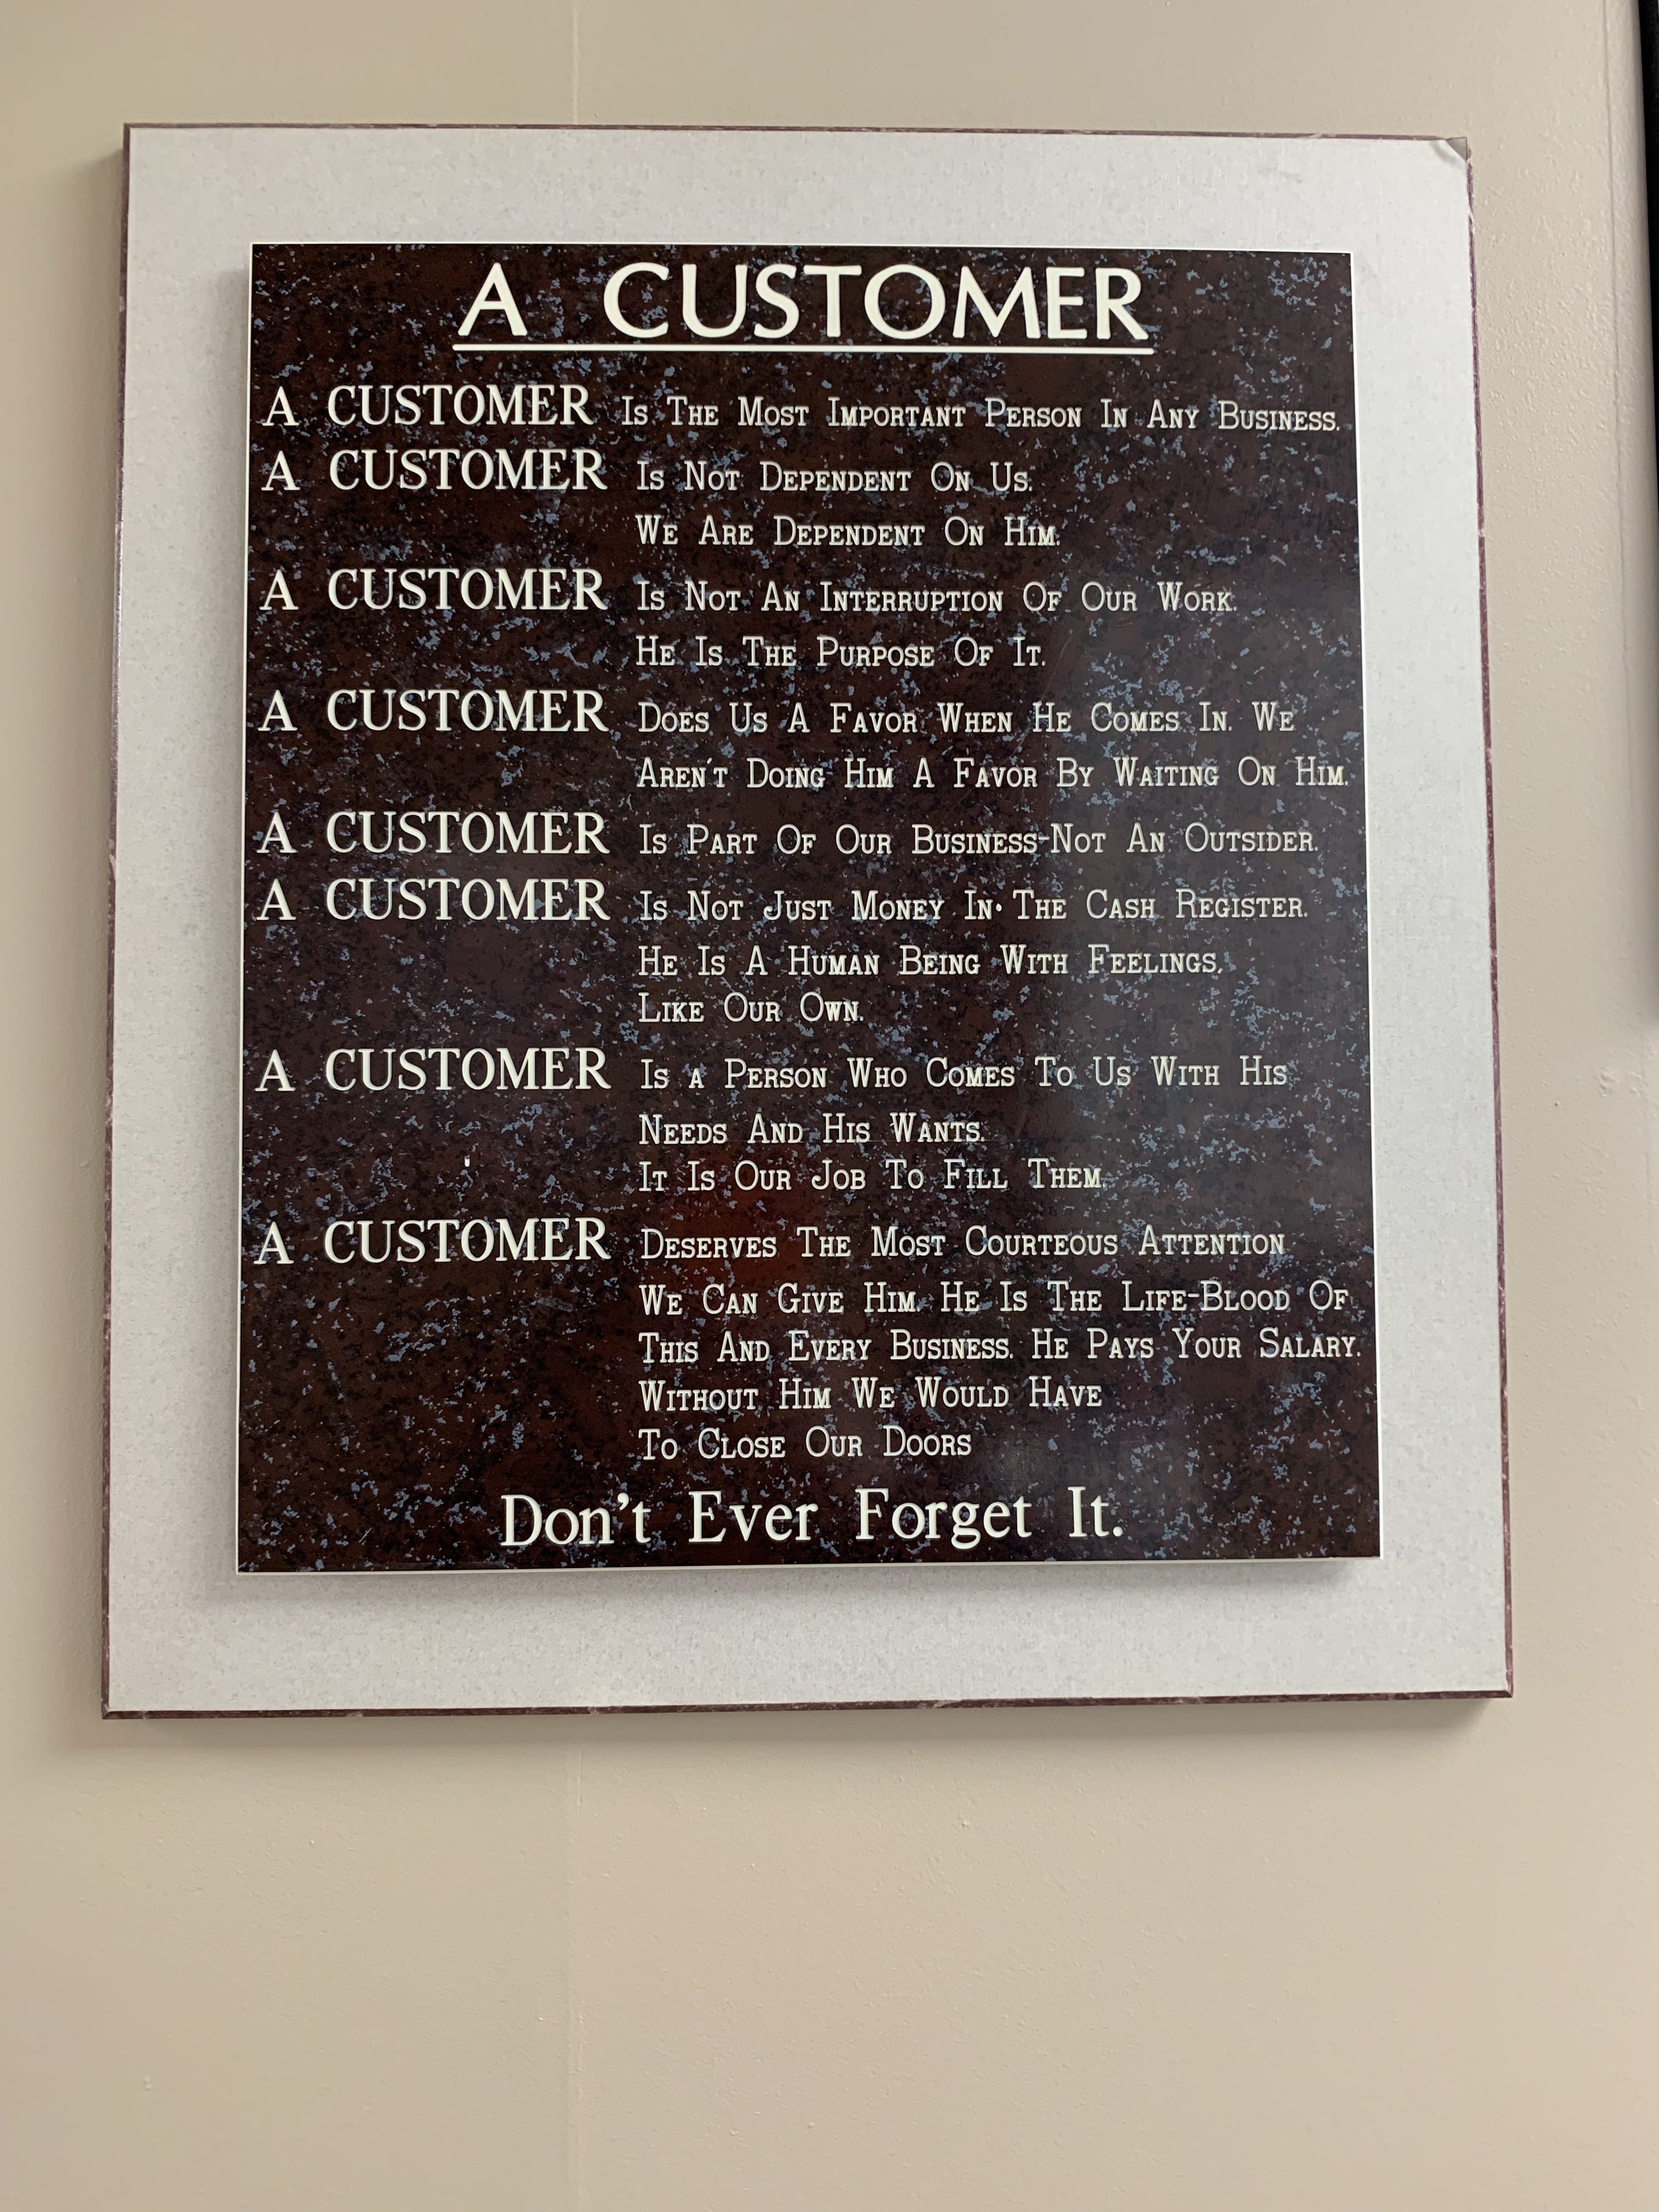 A CUSTOMER
A CUSTOMER Is The Most Important Person In Any Business.
A CUSTOMER Is Not Dependent On Us.
We Are Dependent On Him.
A CUSTOMER Is Not An Interruption Of Our Work.
He Is The Purpose Of It.
A CUSTOMER Does Us A Favor When He Comes In. We
Aren't Doing Him A Favor By Waiting On Him.
A CUSTOMER Is Part Of Our Business-Not An Outsider.
A CUSTOMER Is Not Just Money In The Cash Register.
He Is A Human Being With Feelings,
Like Our Own.
A CUSTOMER Is a Person Who Comes To Us With His
Needs And His Wants.
It Is Our Job To Fill Them.
A CUSTOMER Deserves The Most Courteous Attention
We Can Give Him. He Is The Life-Blood Of
This And Every Business. He Pays Your Salary.
Without Him We Would Have
To Close Our Doors
Don't Ever Forget It.